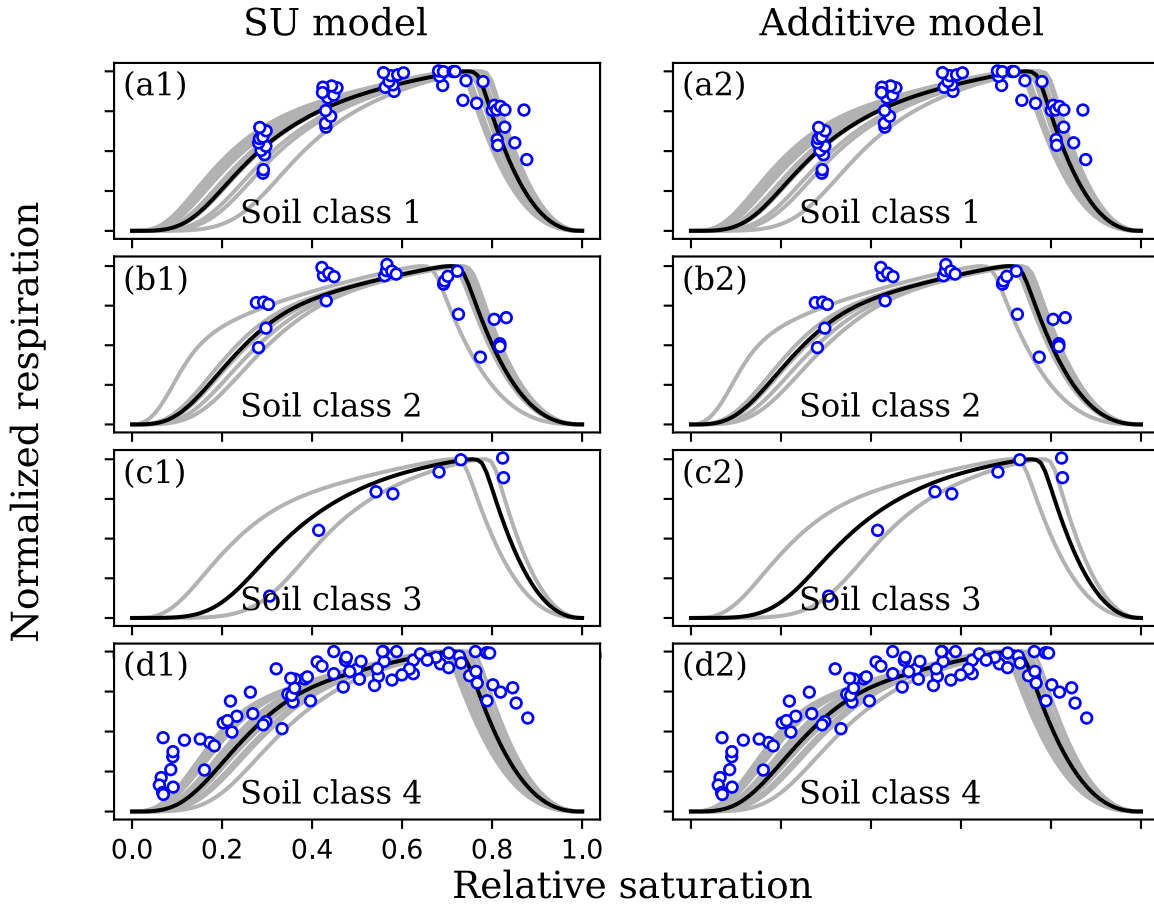 SU model
Additive model
Normalized respiration
(a1)
Soil class 1
(a2)
Soil class 1
(b1)
Soil class 2
(b2)
Soil class 2
(c1)
Soil class 3
(c2)
Soil class 3
(d1)
Soil class 4
(d2)
Soil class 4
0.0 0.2 0.4 0.6 0.8 1.0
Relative saturation